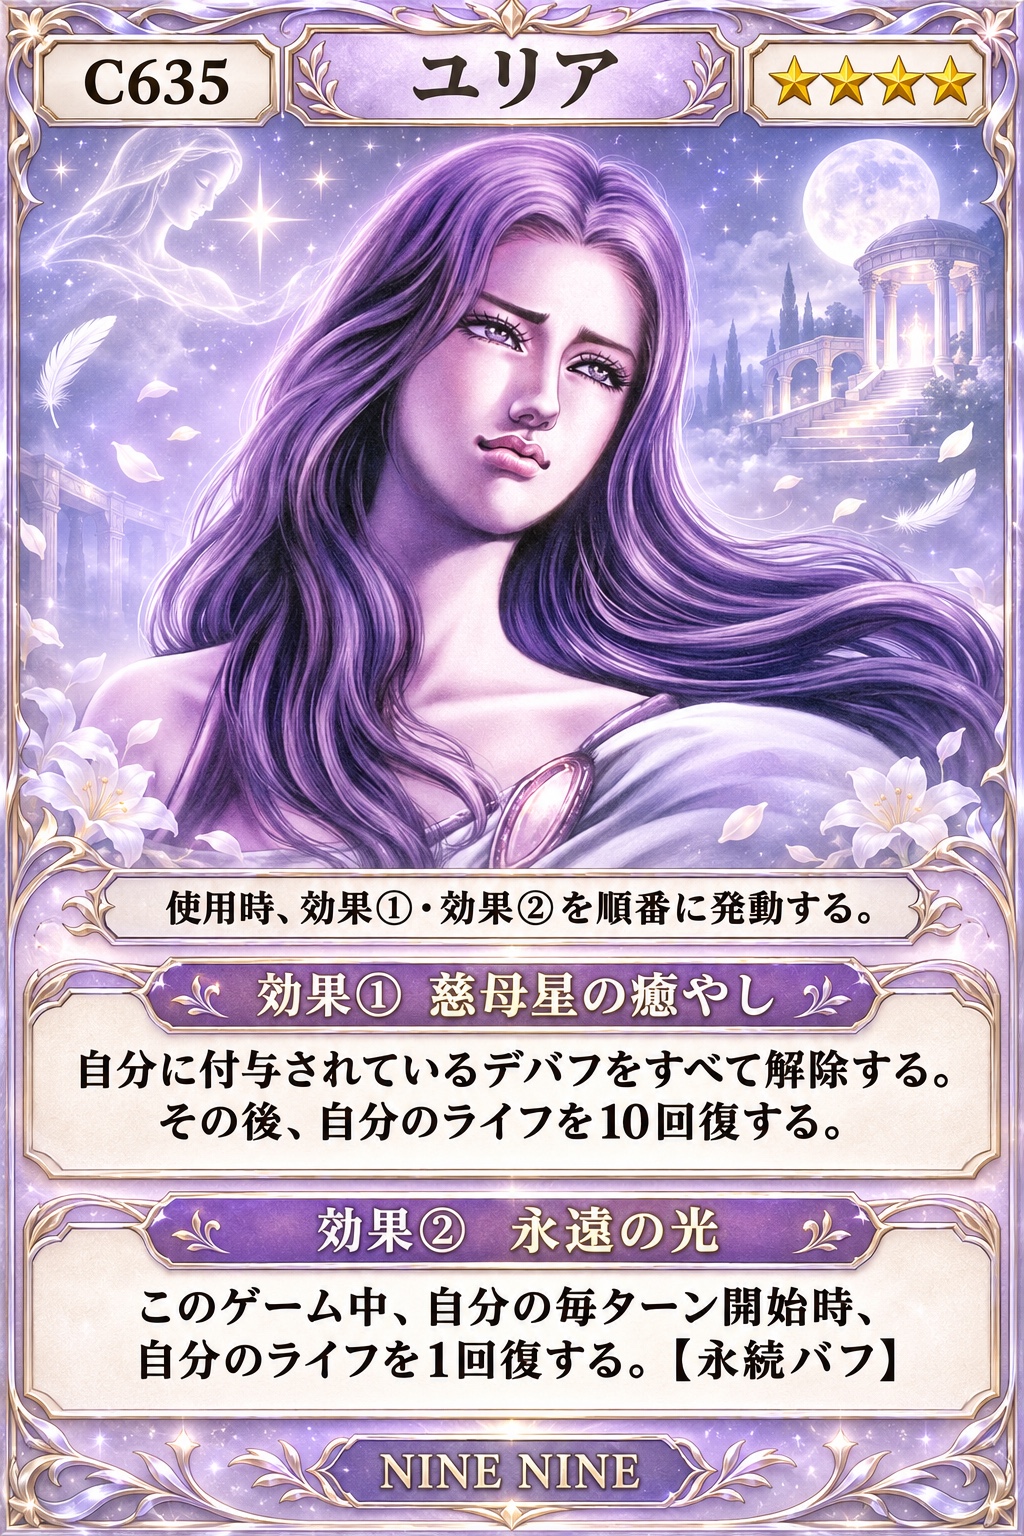 C635
ユリア
使用時、効果①・効果②を順番に発動する。
効果① 慈母星の癒やし
自分に付与されているデバフをすべて解除する。
その後、自分のライフを10回復する。
効果② 永遠の光
このゲーム中、自分の毎ターン開始時、
自分のライフを1回復する。【永続バフ】
NINE NINE